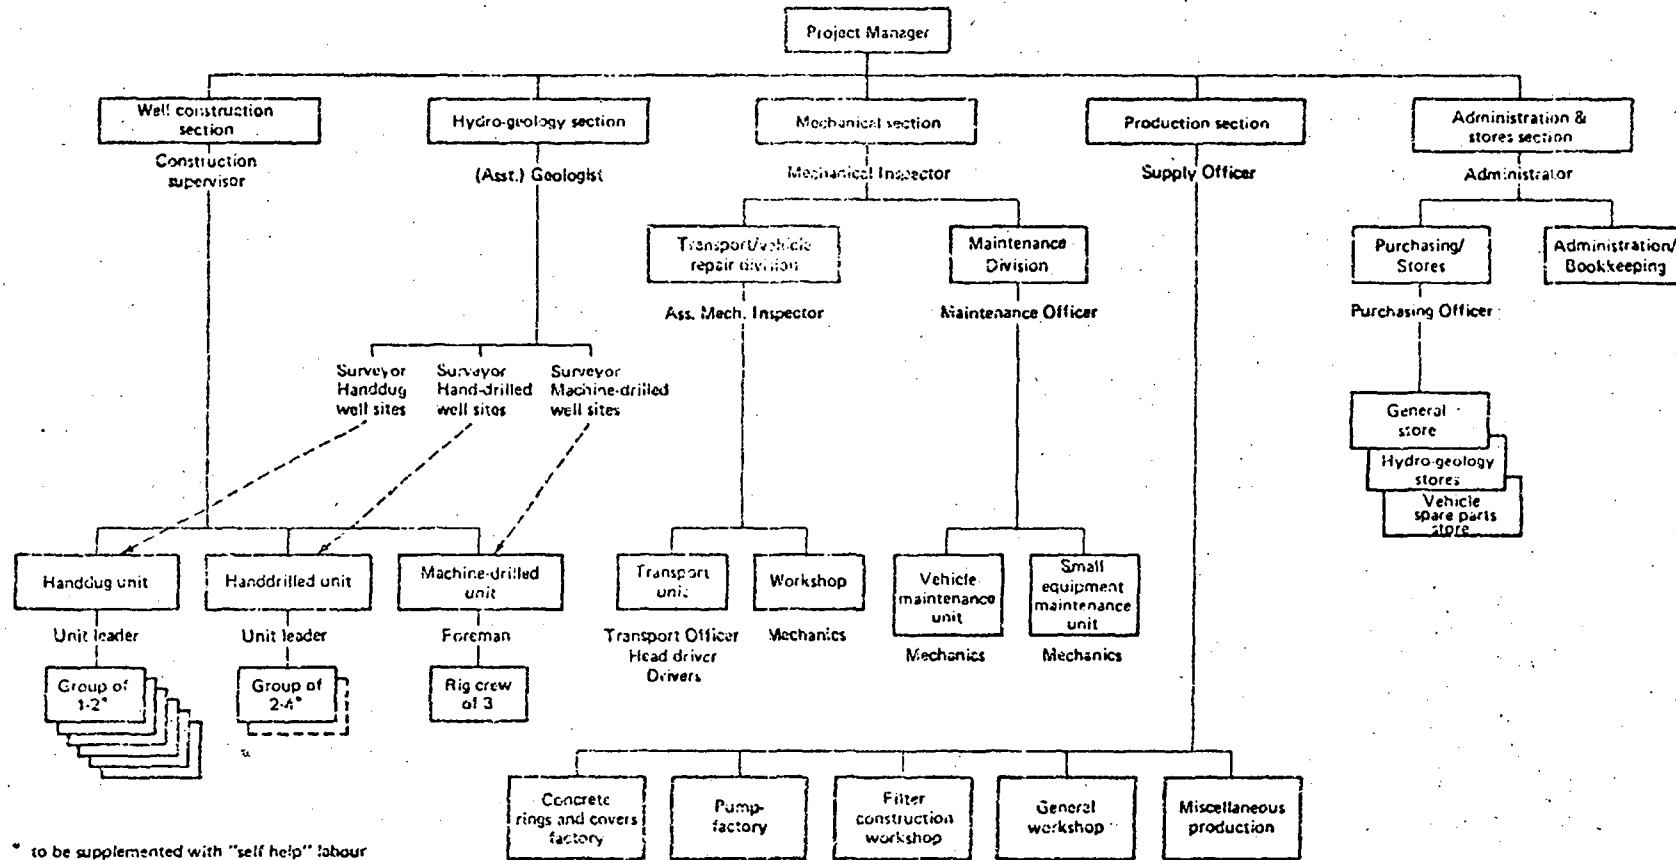 Project Manager
Well construction
section
Hydro-geology section
Mechanical section
Production section
Administration &
stores section
Construction
supervisor
(Asst.) Geologist
Mechanical Inspector
Supply Officer
Administrator
Transport/vehicle
repair division
Maintenance
Division
Purchasing/
Stores
Administration/
Bookkeeping
Ass. Mech. Inspector
Maintenance Officer
Purchasing Officer
Surveyor
Handdug
well sites
Surveyor
Hand-drilled
well sites
Surveyor
Machine-drilled
well sites
General
store
Hydro-geology
stores
Vehicle
spare parts
store
Handdug unit
Handdrilled unit
Machine-drilled
unit
Transport
unit
Workshop
Vehicle
maintenance
unit
Small
equipment
maintenance
unit
Unit leader
Unit leader
Foreman
Transport Officer
Head driver
Drivers
Mechanics
Mechanics
Mechanics
Group of
1-2*
Group of
2-4*
Rig crew
of 3
Concrete
rings and covers
factory
Pump-
factory
Filter
construction
workshop
General
workshop
Miscellaneous
production
* to be supplemented with "self help" labour